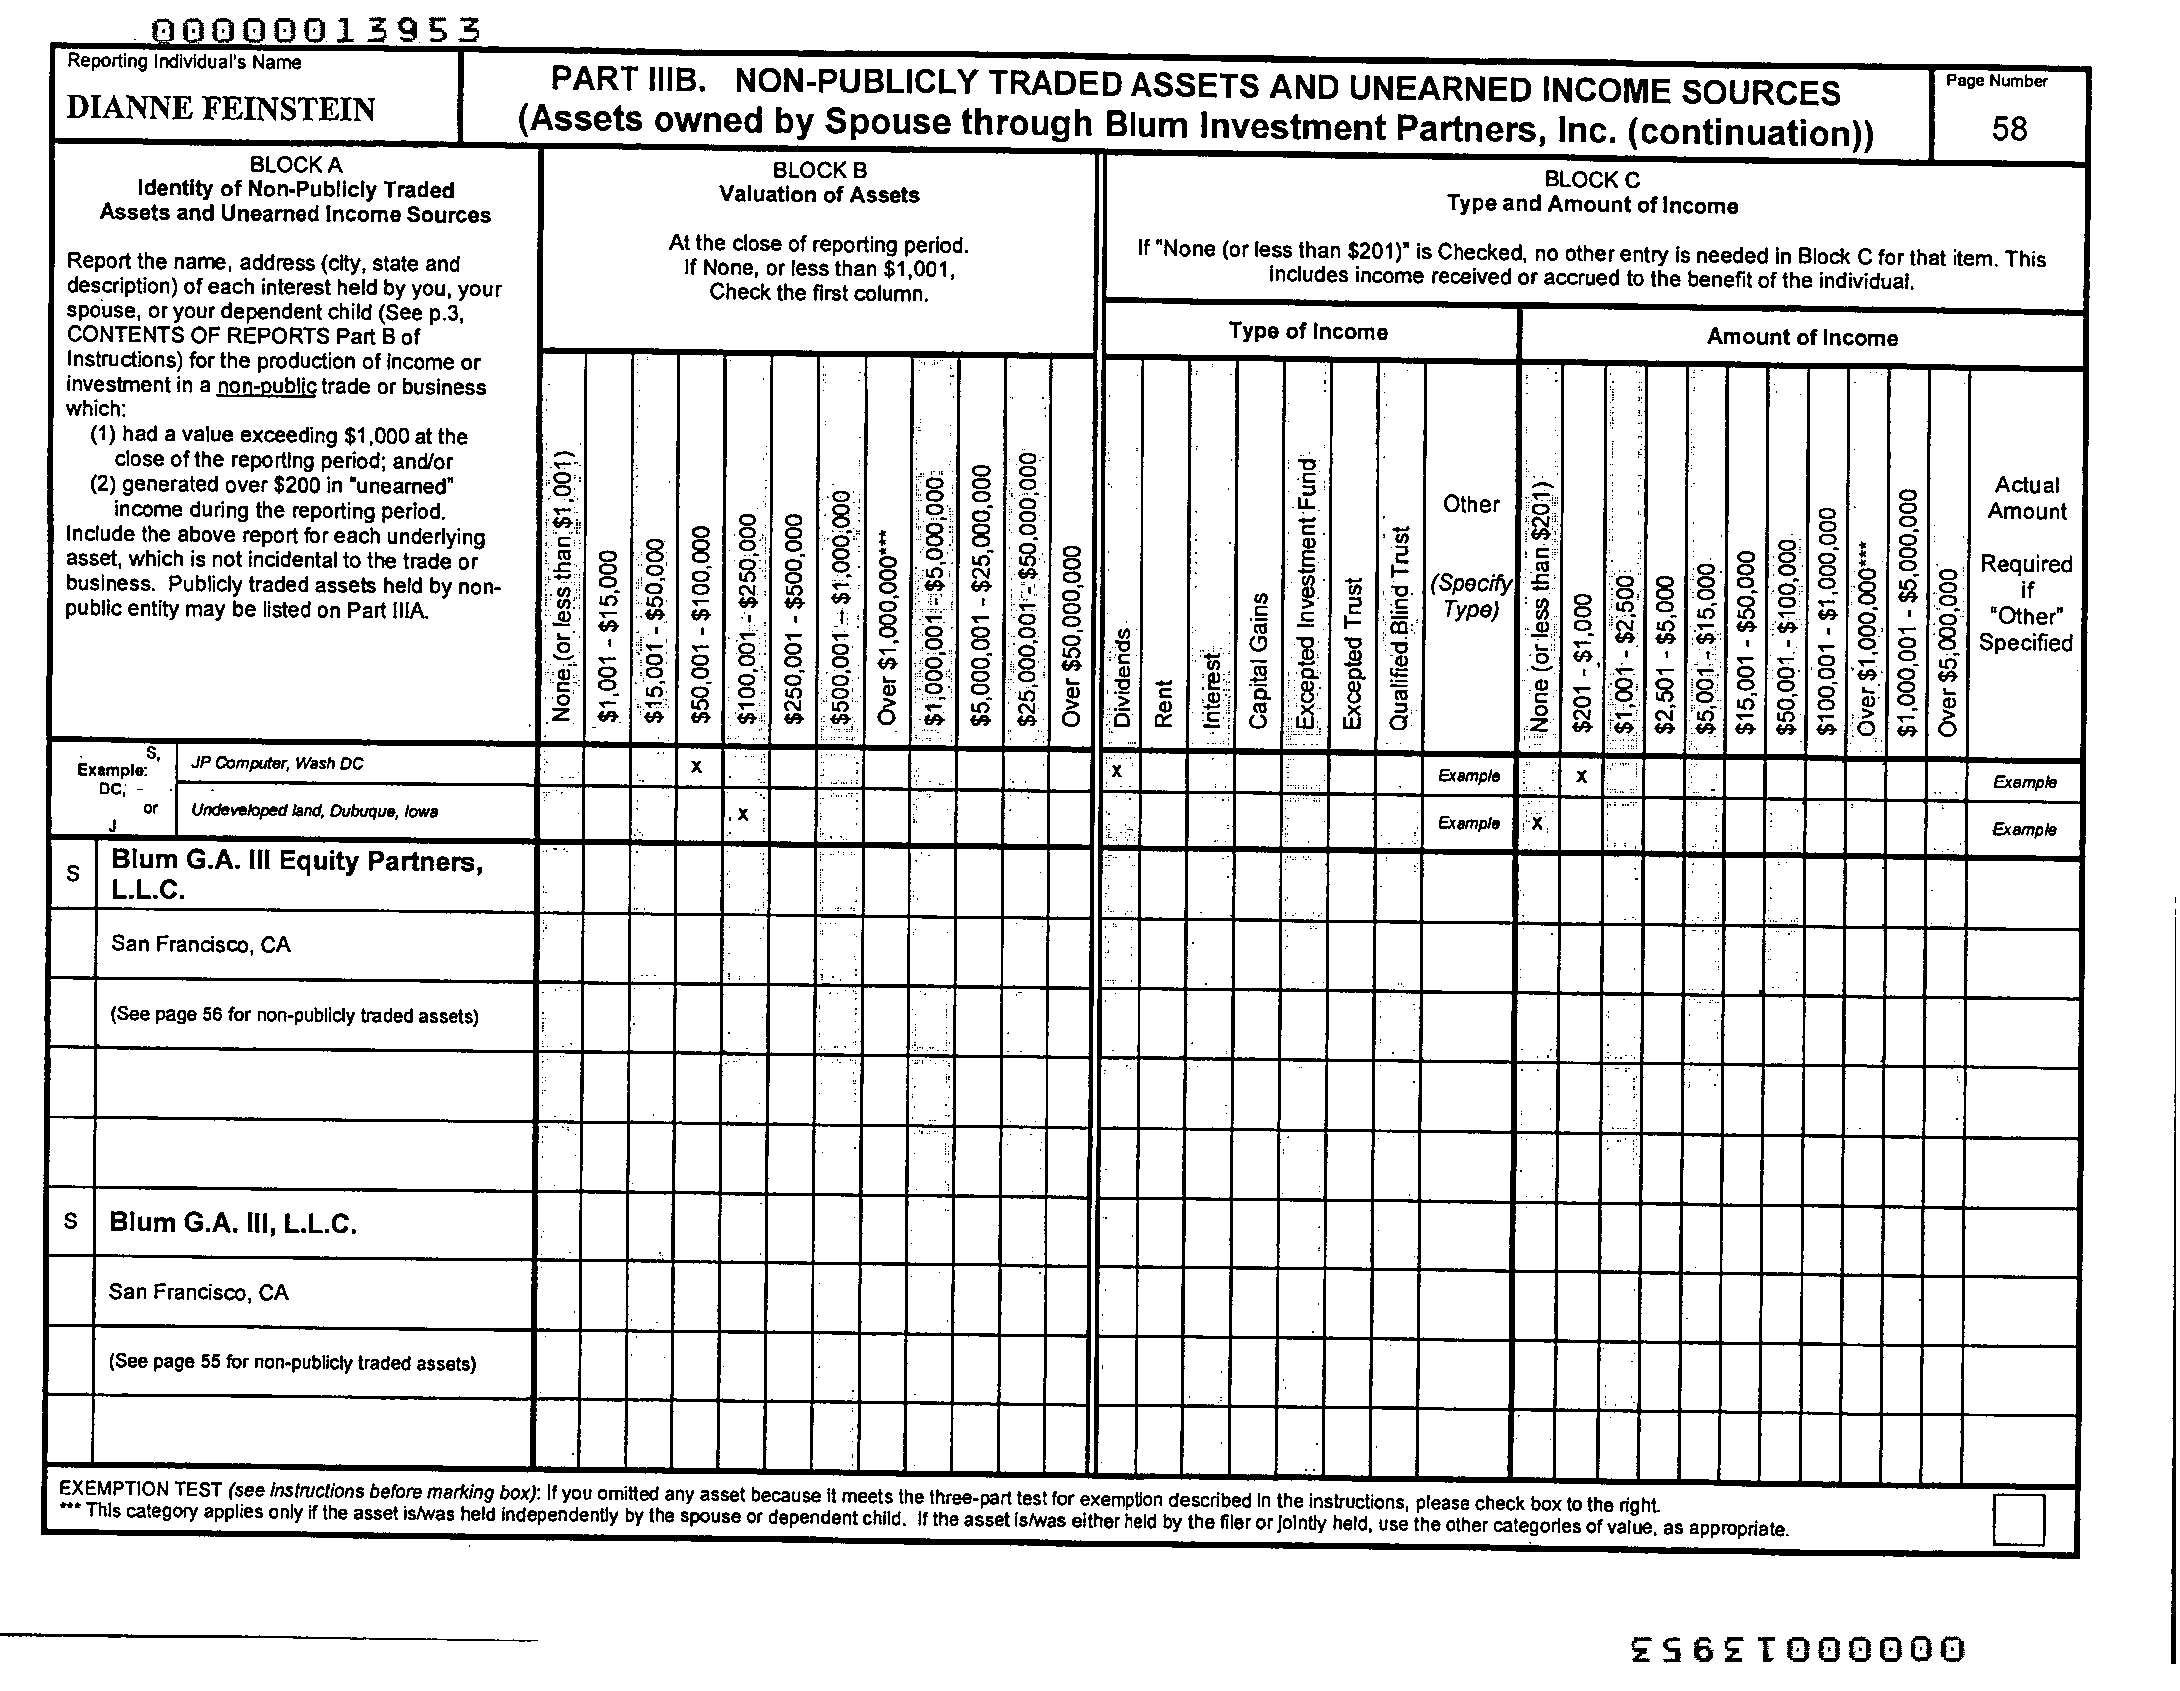 00000013953
Reporting Individual's Name
DIANNE FEINSTEIN
PART IIIB. NON-PUBLICLY TRADED ASSETS AND UNEARNED INCOME SOURCES
(Assets owned by Spouse through Blum Investment Partners, Inc. (continuation))
Page Number
58
BLOCK A
Identity of Non-Publicly Traded
Assets and Unearned Income Sources
Report the name, address (city, state and
description) of each interest held by you, your
spouse, or your dependent child (See p.3,
CONTENTS OF REPORTS Part B of
Instructions) for the production of income or
investment in a non-public trade or business
which:
(1) had a value exceeding $1,000 at the
close of the reporting period; and/or
(2) generated over $200 in "unearned"
income during the reporting period.
Include the above report for each underlying
asset, which is not incidental to the trade or
business. Publicly traded assets held by non-
public entity may be listed on Part IIIA.
BLOCK B
Valuation of Assets
At the close of reporting period.
If None, or less than $1,001,
Check the first column.
None (or less than $1,001)
$1,001 - $15,000
$15,001 - $50,000
$50,001 - $100,000
$100,001 - $250,000
$250,001 - $500,000
$500,001 - $1,000,000
Over $1,000,000***
$1,000,001 - $5,000,000
$5,000,001 - $25,000,000
$25,000,001 - $50,000,000
Over $50,000,000
BLOCK C
Type and Amount of Income
If "None (or less than $201)" is Checked, no other entry is needed in Block C for that item. This
includes income received or accrued to the benefit of the individual.
Type of Income
Dividends
Rent
Interest
Capital Gains
Excepted Investment Fund
Excepted Trust
Qualified Blind Trust
Other
(Specify
Type)
Amount of Income
None (or less than $201)
$201 - $1,000
$1,001 - $2,500
$2,501 - $5,000
$5,001 - $15,000
$15,001 - $50,000
$50,001 - $100,000
$100,001 - $1,000,000
Over $1,000,000***
$1,000,001 - $5,000,000
Over $5,000,000
Actual
Amount
Required
if
"Other"
Specified
S,
Example:
DC,
or
J
JP Computer, Wash DC X X Example X Example
Undeveloped land, Dubuque, Iowa X Example X Example
S Blum G.A. III Equity Partners,
L.L.C.
San Francisco, CA
(See page 56 for non-publicly traded assets)
S Blum G.A. III, L.L.C.
San Francisco, CA
(See page 55 for non-publicly traded assets)
EXEMPTION TEST (see instructions before marking box): If you omitted any asset because it meets the three-part test for exemption described in the instructions, please check box to the right.
*** This category applies only if the asset is/was held independently by the spouse or dependent child. If the asset is/was either held by the filer or jointly held, use the other categories of value, as appropriate.
00000013953